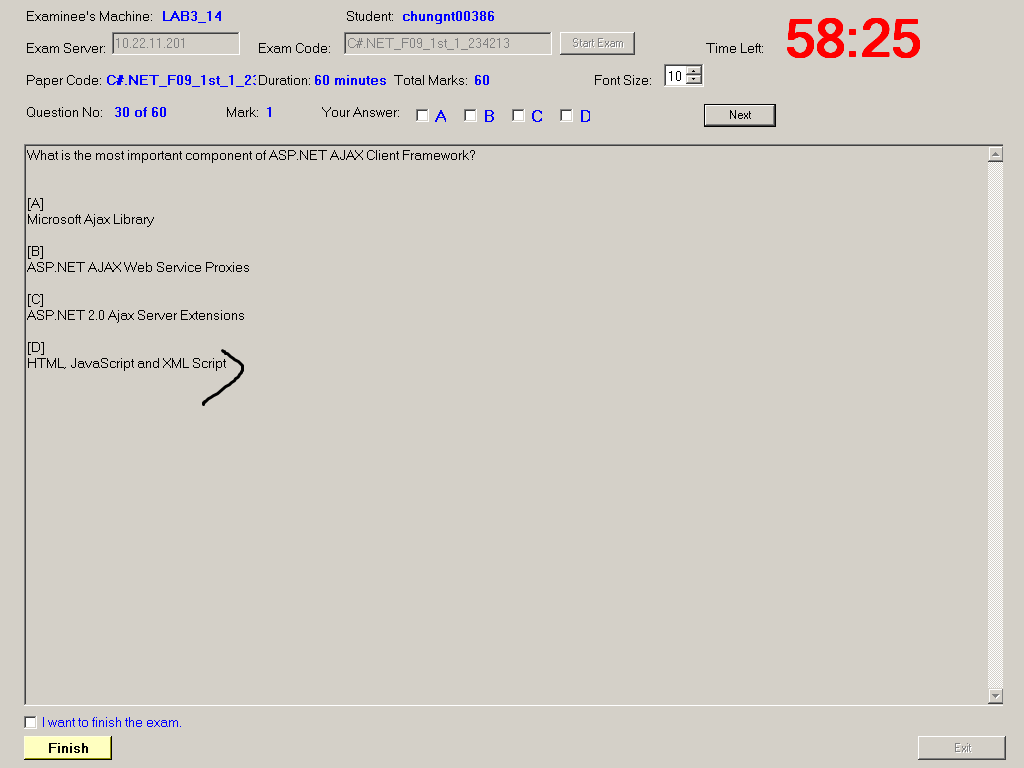 Examinee's Machine: LAB3_14 Student: chungnt00386
Exam Server: 10.22.11.201 Exam Code: C#.NET_F09_1st_1_234213 Start Exam Time Left: 58:25
Paper Code: C#.NET_F09_1st_1_23 Duration: 60 minutes Total Marks: 60 Font Size: 10
Question No: 30 of 60 Mark: 1 Your Answer: A B C D Next
What is the most important component of ASP.NET AJAX Client Framework?
[A]
Microsoft Ajax Library
[B]
ASP.NET AJAX Web Service Proxies
[C]
ASP.NET 2.0 Ajax Server Extensions
[D]
HTML, JavaScript and XML Script
I want to finish the exam.
Finish Exit